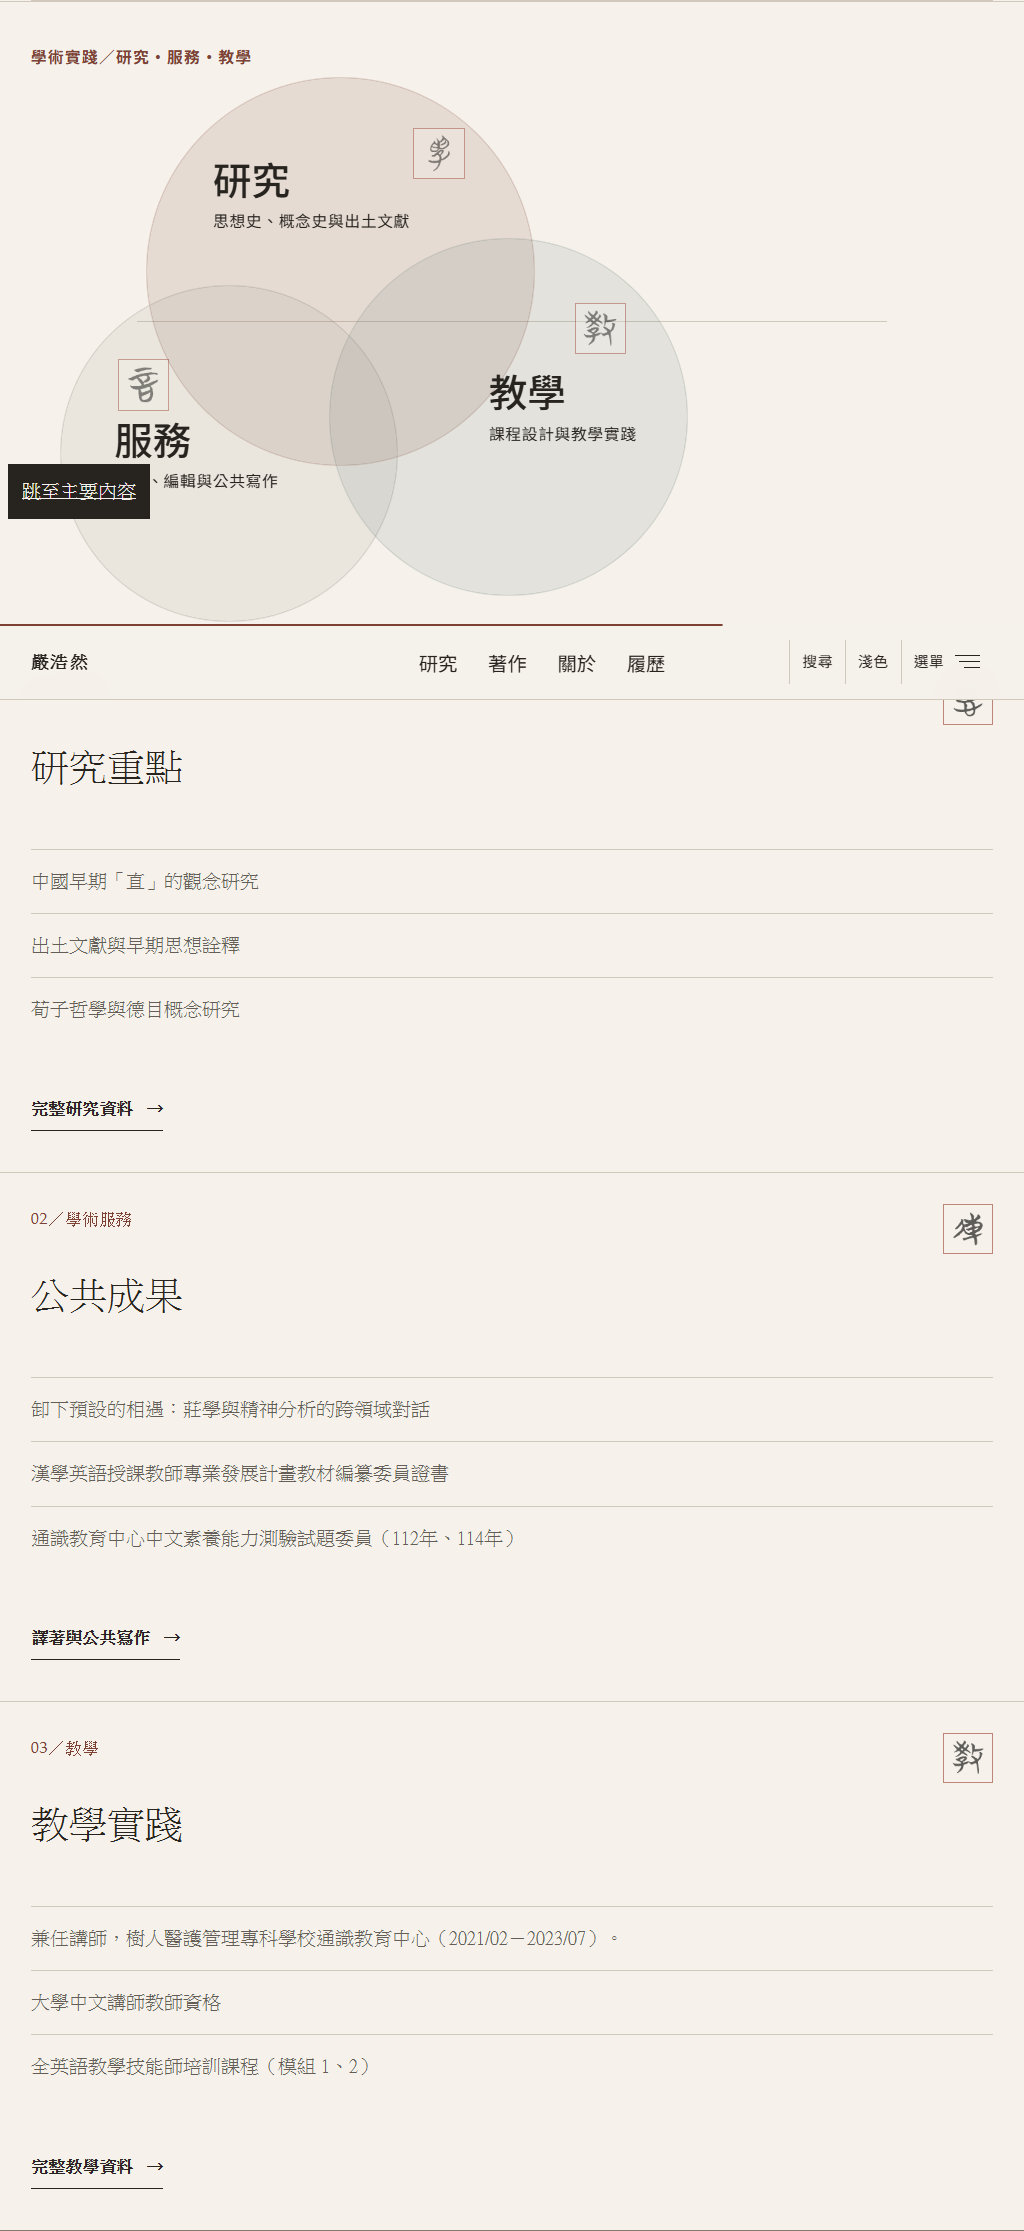 學術實踐／研究・服務・教學
研究
思想史、概念史與出土文獻
教
教學
課程設計與教學實踐
服務
、編輯與公共寫作
跳至主要內容
嚴浩然
研究 著作 關於 履歷
搜尋 淺色 選單
研究重點
中國早期「直」的觀念研究
出土文獻與早期思想詮釋
荀子哲學與德目概念研究
完整研究資料 →
02／學術服務
公共成果
卸下預設的相遇：莊學與精神分析的跨領域對話
漢學英語授課教師專業發展計畫教材編纂委員證書
通識教育中心中文素養能力測驗試題委員（112年、114年）
譯著與公共寫作 →
03／教學
教
教學實踐
兼任講師，樹人醫護管理專科學校通識教育中心（2021/02－2023/07）。
大學中文講師教師資格
全英語教學技能師培訓課程（模組 1、2）
完整教學資料 →